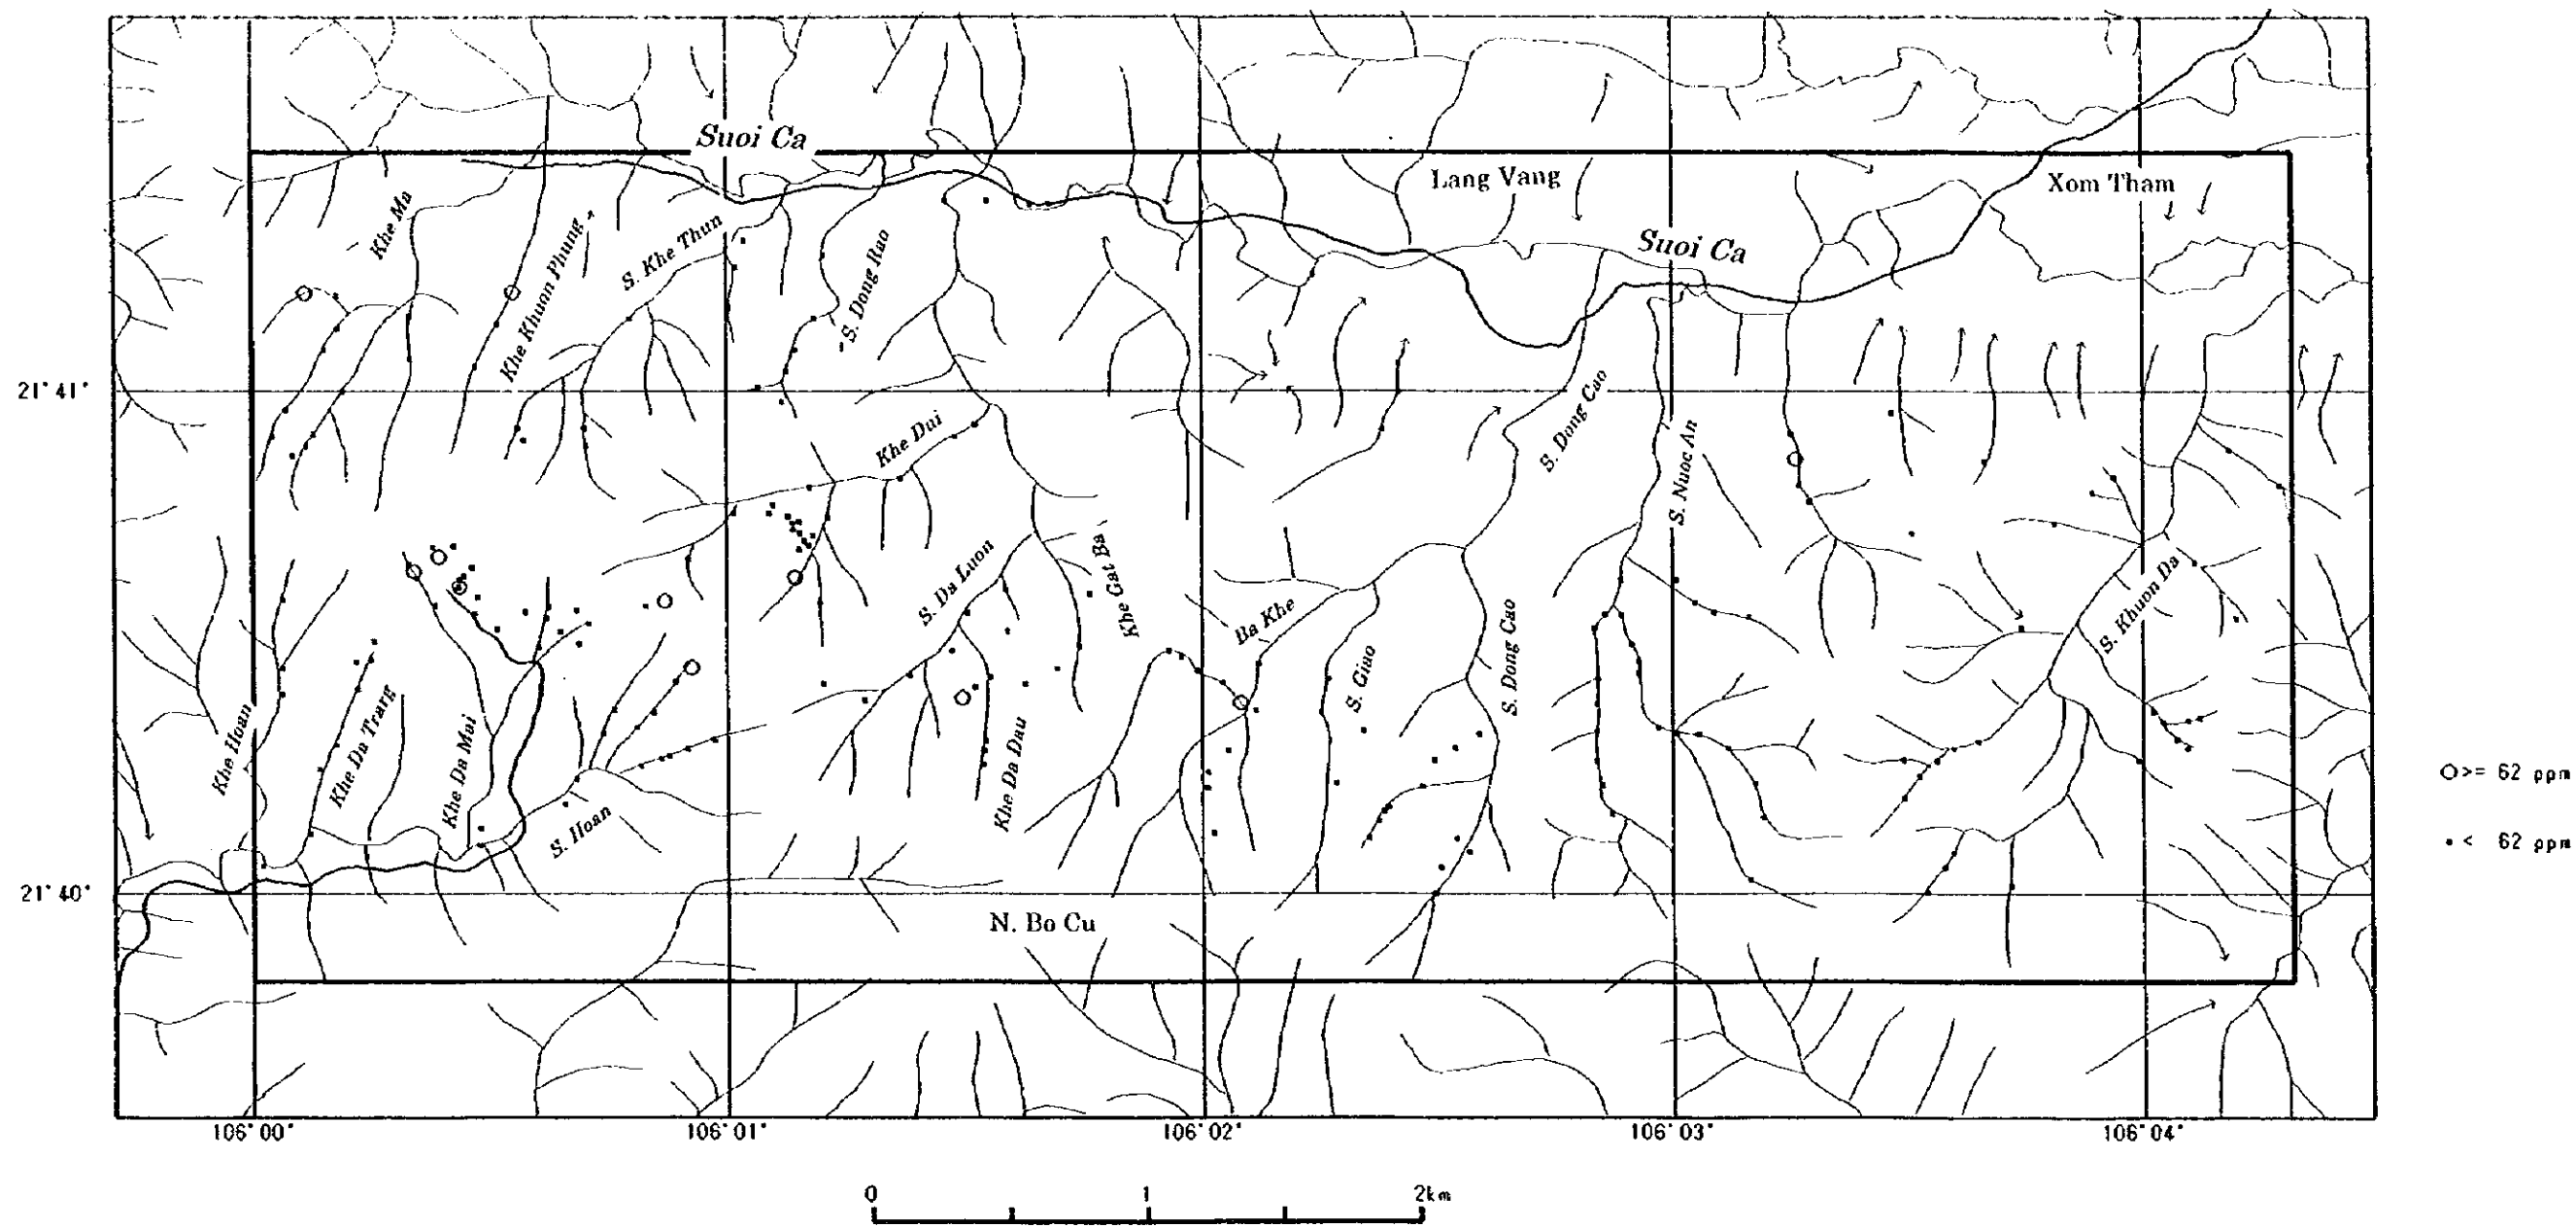 Suoi Ca
Lang Vang
Xom Tham
Khe Ma
Khe Khuon Phung
S. Khe Thun
S. Dong Rao
Suoi Ca
21°41'
Khe Dui
S. Dong Cao
S. Nuoc An
S. Da Luon
Khe Gat Ba
Ba Khe
S. Giao
S. Dong Cao
S. Khuon Da
Khe Hoan
Khe Da Trang
Khe Da Mai
S. Hoan
Khe Da Dau
O>= 62 ppm
• < 62 ppm
21°40'
N. Bo Cu
106°00' 106°01' 106°02' 106°03' 106°04'
0 1 2km